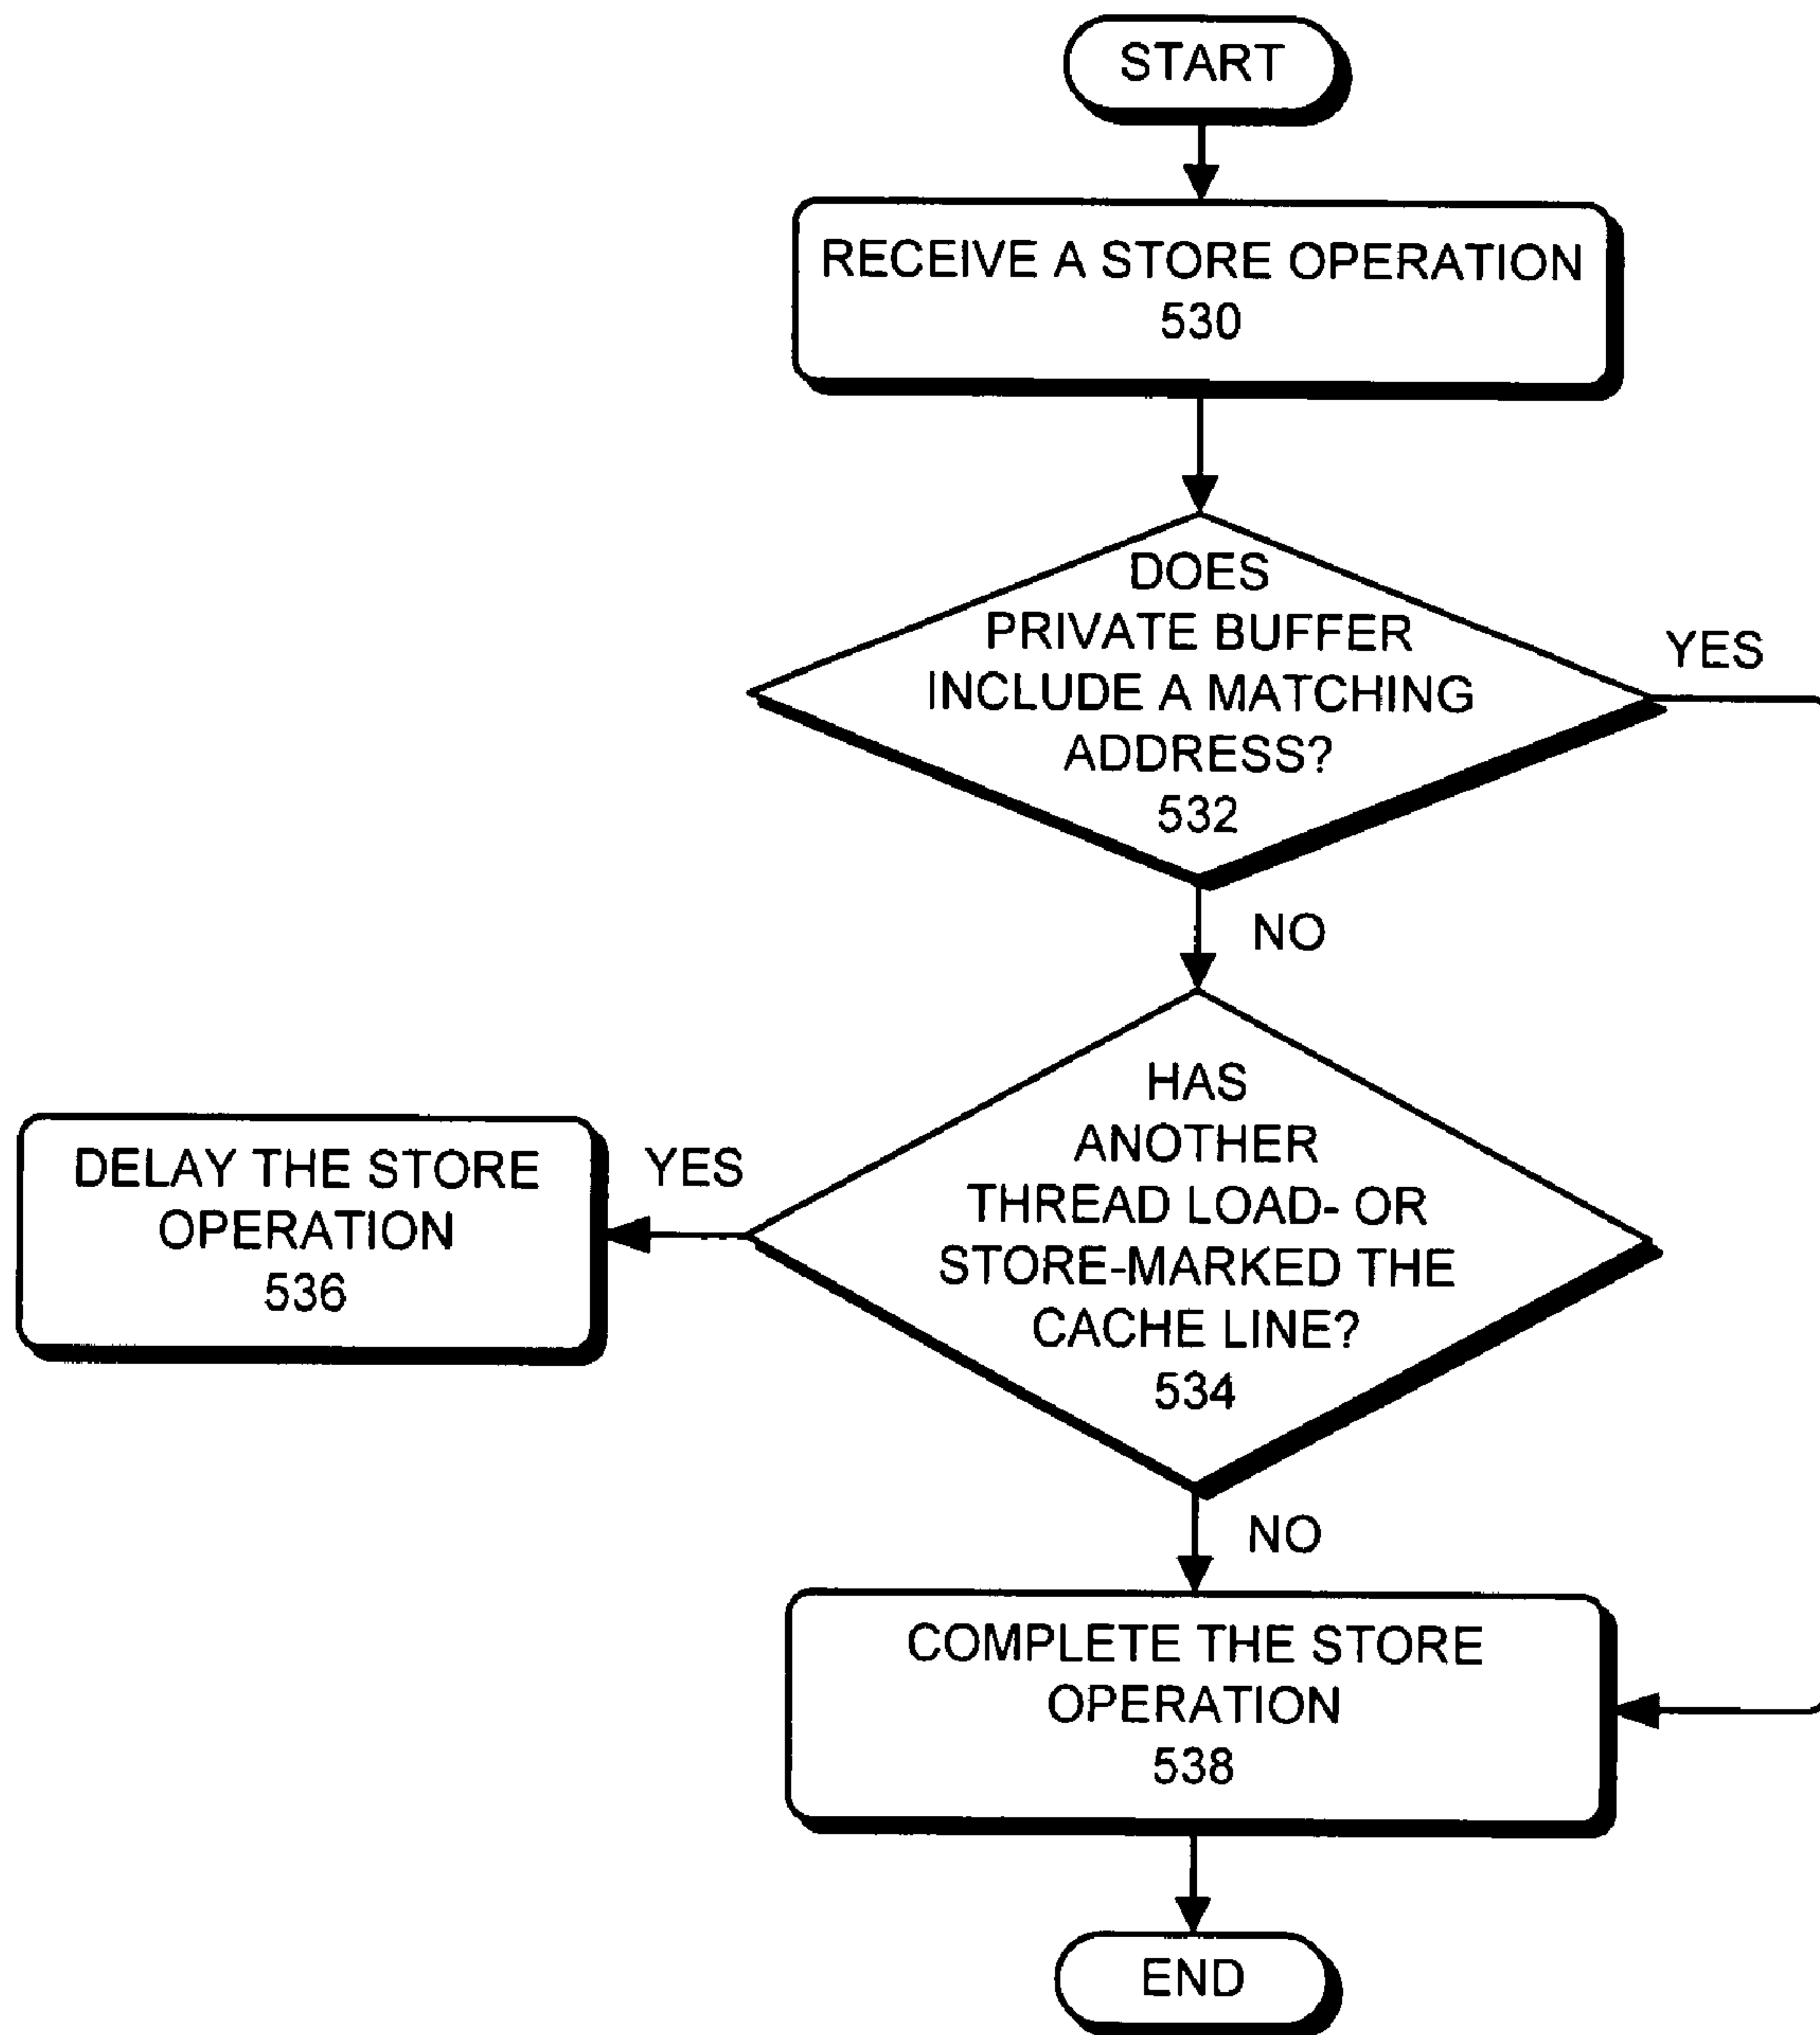 START
RECEIVE A STORE OPERATION
530
DOES
PRIVATE BUFFER
INCLUDE A MATCHING
ADDRESS?
532
YES
NO
HAS
ANOTHER
THREAD LOAD- OR
STORE-MARKED THE
CACHE LINE?
534
YES
DELAY THE STORE
OPERATION
536
NO
COMPLETE THE STORE
OPERATION
538
END